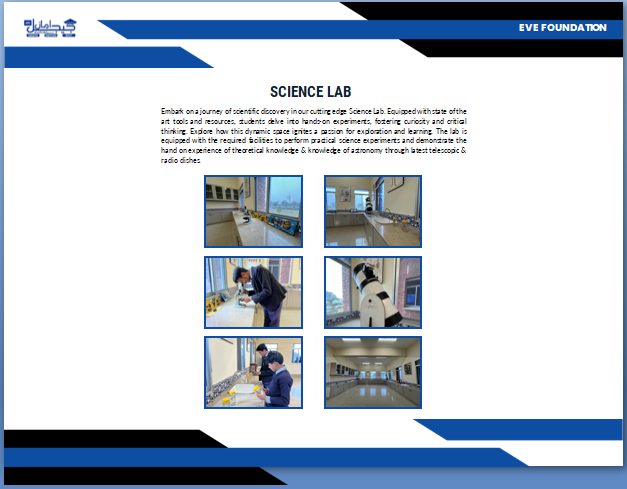 EVE FOUNDATION
SCIENCE LAB
Embark on a journey of scientific discovery in our cutting edge Science Lab. Equipped with state of the
art tools and resources, students delve into hands-on experiments, fostering curiosity and critical
thinking. Explore how this dynamic space ignites a passion for exploration and learning. The lab is
equipped with the required facilities to perform practical science experiments and demonstrate the
hand on experience of theoretical knowledge & knowledge of astronomy through latest telescopic &
radio dishes.